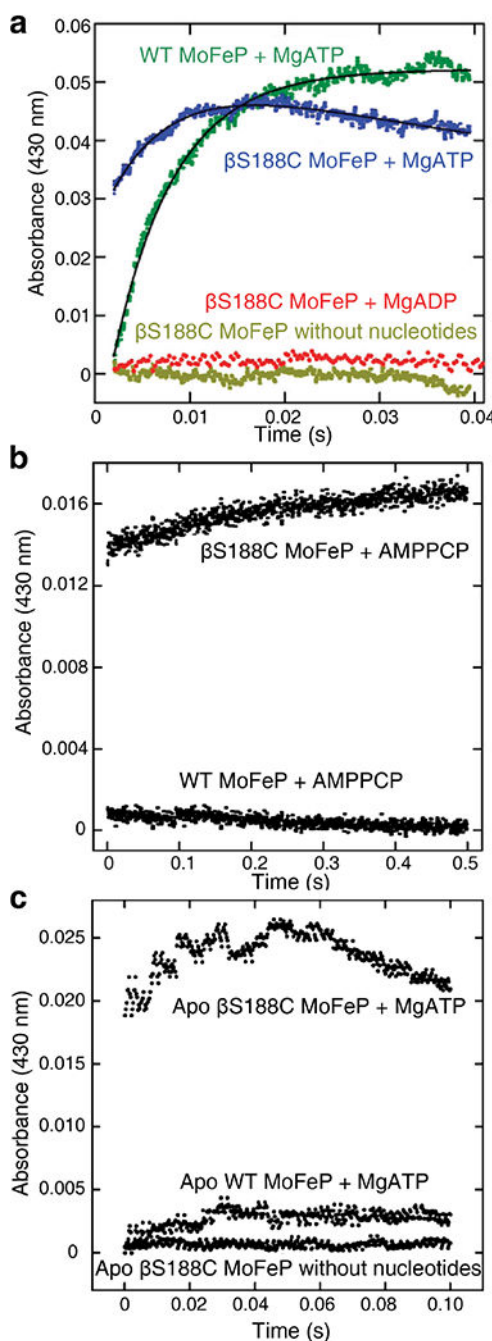 a
Absorbance (430 nm)
0.06
0.05
0.04
0.03
0.02
0.01
0
WT MoFeP + MgATP
βS188C MoFeP + MgATP
βS188C MoFeP + MgADP
βS188C MoFeP without nucleotides
0 0.01 0.02 0.03 0.04
Time (s)
b
Absorbance (430 nm)
0.016
0.012
0.008
0.004
0
βS188C MoFeP + AMPPCP
WT MoFeP + AMPPCP
0 0.1 0.2 0.3 0.4 0.5
Time (s)
c
Absorbance (430 nm)
0.025
0.020
0.015
0.010
0.005
0
Apo βS188C MoFeP + MgATP
Apo WT MoFeP + MgATP
Apo βS188C MoFeP without nucleotides
0 0.02 0.04 0.06 0.08 0.10
Time (s)